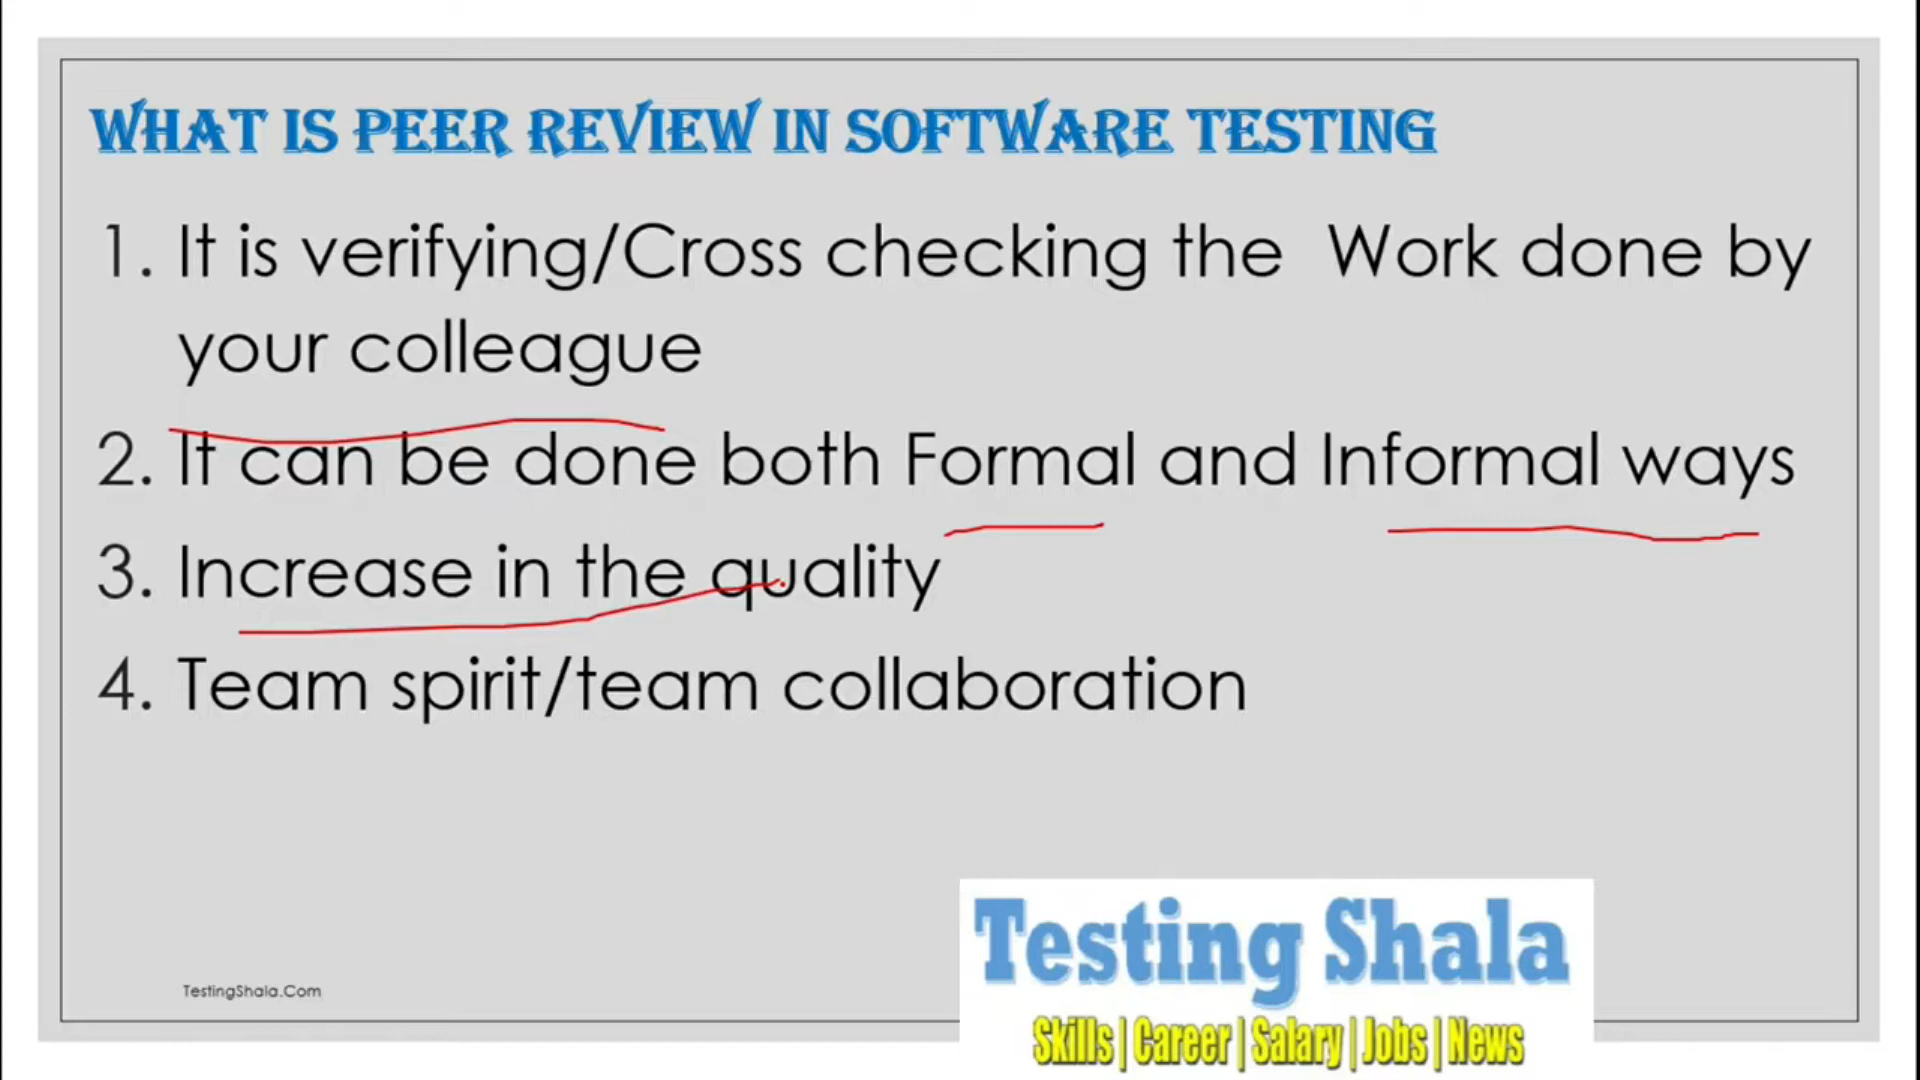 WHAT IS PEER REVIEW IN SOFTWARE TESTING
1. It is verifying/Cross checking the Work done by
your colleague
2. It can be done both Formal and Informal ways
3. Increase in the quality
4. Team spirit/team collaboration
TestingShala.Com
Testing Shala
Skills | Career | Salary | Jobs | News